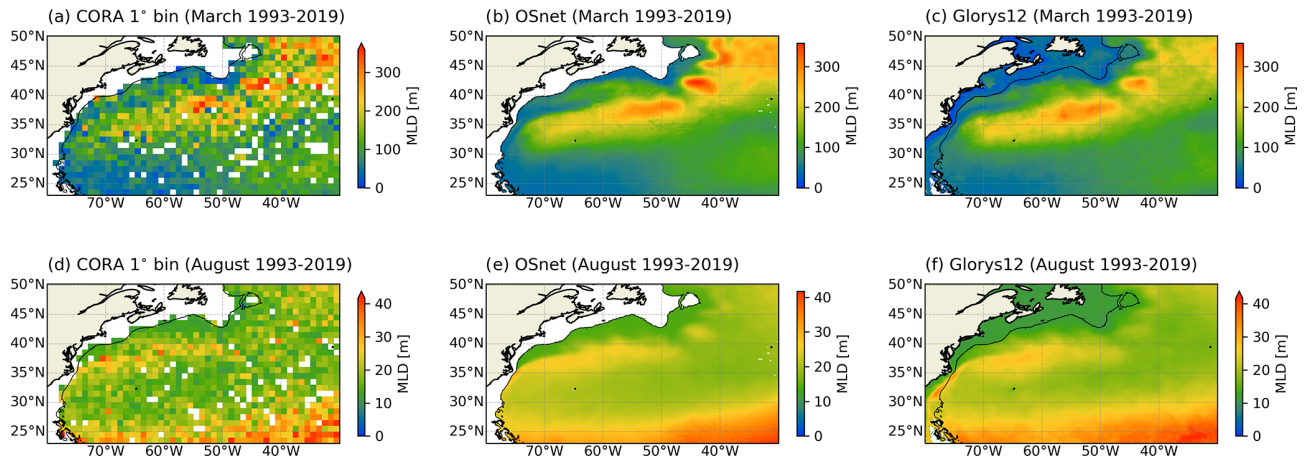 (a) CORA 1° bin (March 1993-2019)
(b) OSnet (March 1993-2019)
(c) Glorys12 (March 1993-2019)
50°N
45°N
40°N
35°N
30°N
25°N
70°W 60°W 50°W 40°W
300
200
100
0
MLD [m]
50°N
45°N
40°N
35°N
30°N
25°N
70°W 60°W 50°W 40°W
300
200
100
0
MLD [m]
50°N
45°N
40°N
35°N
30°N
25°N
70°W 60°W 50°W 40°W
300
200
100
0
MLD [m]
(d) CORA 1° bin (August 1993-2019)
(e) OSnet (August 1993-2019)
(f) Glorys12 (August 1993-2019)
50°N
45°N
40°N
35°N
30°N
25°N
70°W 60°W 50°W 40°W
40
30
20
10
0
MLD [m]
50°N
45°N
40°N
35°N
30°N
25°N
70°W 60°W 50°W 40°W
40
30
20
10
0
MLD [m]
50°N
45°N
40°N
35°N
30°N
25°N
70°W 60°W 50°W 40°W
40
30
20
10
0
MLD [m]